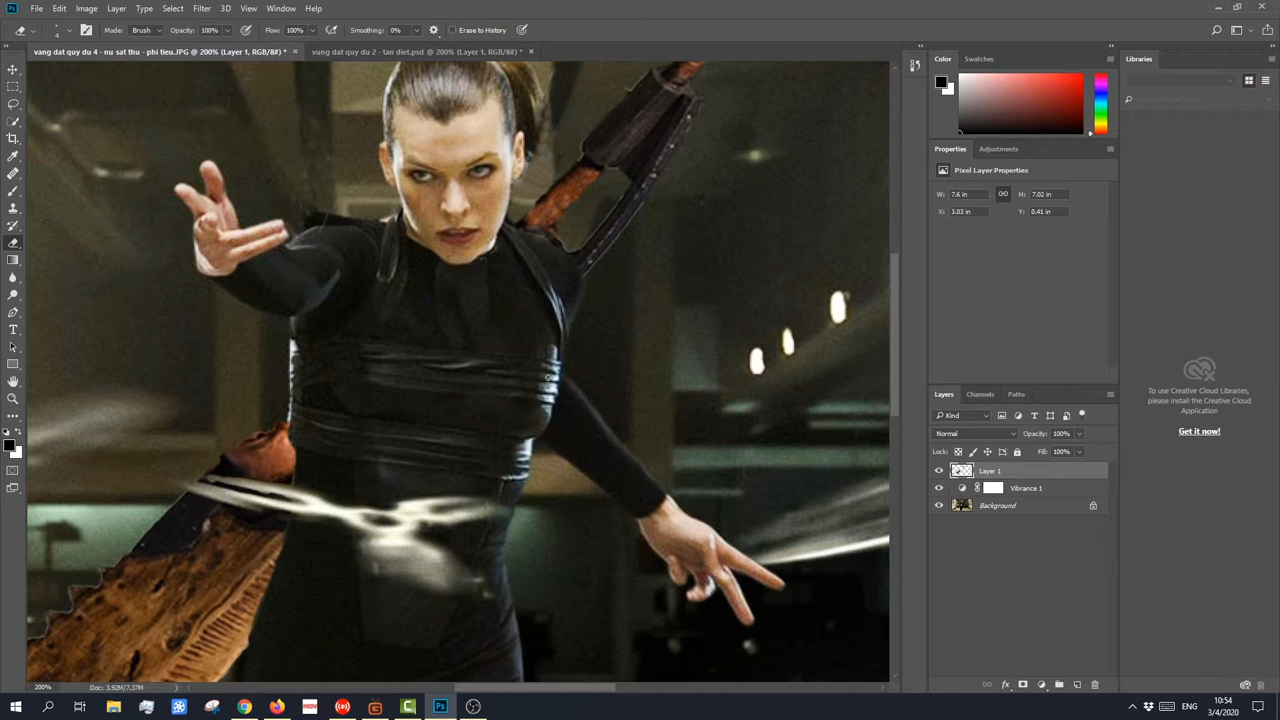 File Edit Image Layer Type Select Filter 3D View Window Help
Mode: Brush Opacity: 100% Flow: 100% Smoothing: 0% Erase to History
vang dat quy du 4 - nu sat thu - phi tieu.JPG @ 200% (Layer 1, RGB/8#) * × vung dat quy du 2 - tan diet.psd @ 200% (Layer 1, RGB/8#) * ×
Color Swatches
Libraries
Properties Adjustments
Pixel Layer Properties
W: 7.6 in H: 7.02 in
X: 3.03 in Y: 0.41 in
To use Creative Cloud Libraries,
please install the Creative Cloud
Application
Get it now!
Layers Channels Paths
Kind
Normal Opacity: 100%
Lock: Fill: 100%
Layer 1
Vibrance 1
Background
200% Doc: 3.92M/7.37M
ENG
10:54
3/4/2020